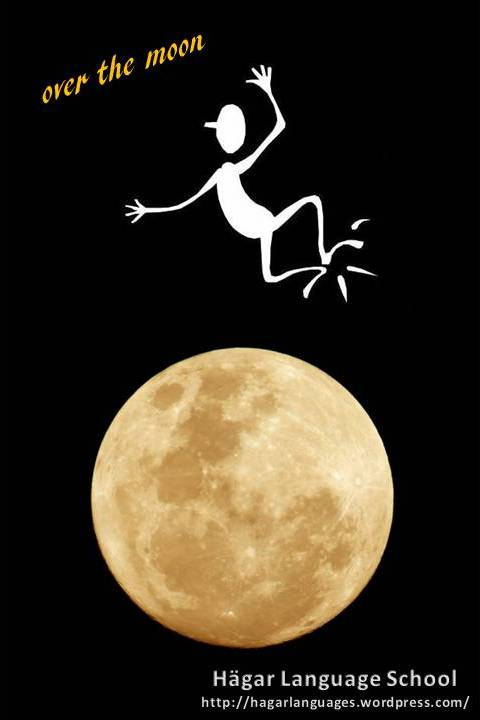 over the moon
Hägar Language School
http://hagarlanguages.wordpress.com/